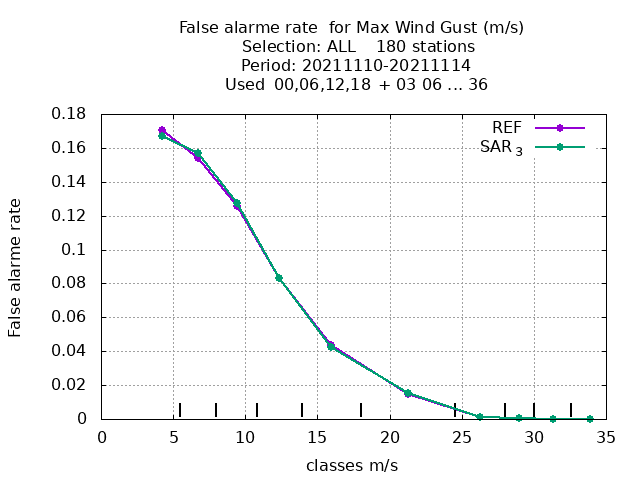 False alarme rate  for Max Wind Gust (m/s)
Selection: ALL    180 stations
Period: 20211110-20211114
Used  00,06,12,18  + 03 06 ... 36
REF
SAR 3
0.18
0.16
0.14
0.12
0.1
0.08
0.06
0.04
0.02
0
False alarme rate
0 5 10 15 20 25 30 35
classes m/s